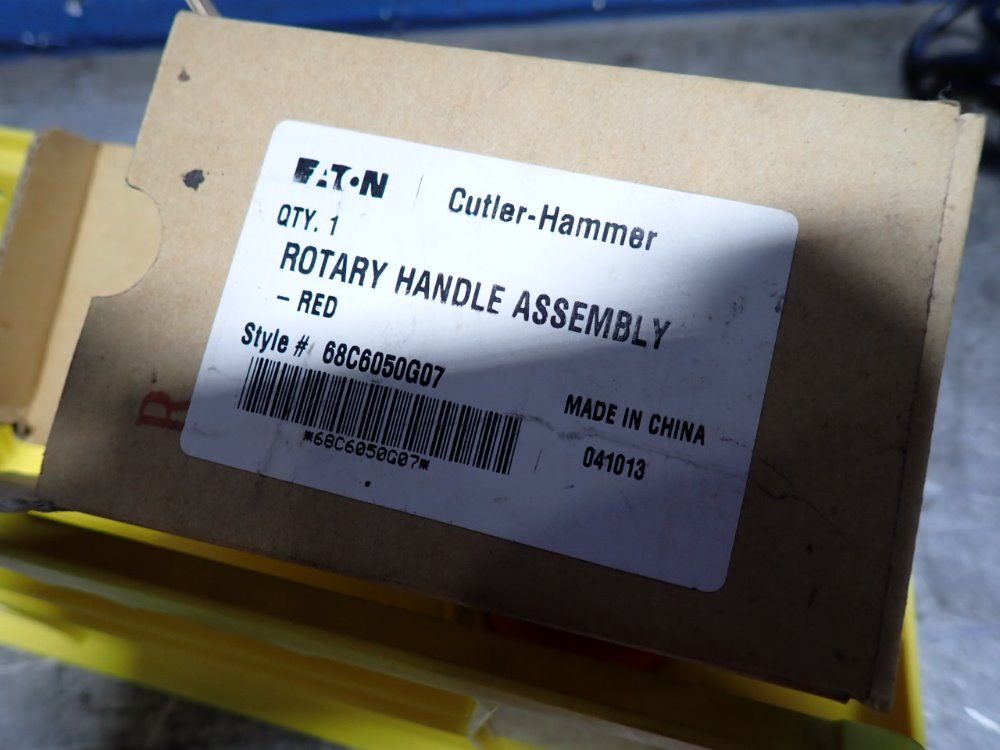 EATON | Cutler-Hammer
QTY. 1
ROTARY HANDLE ASSEMBLY
- RED
Style # 68C6050G07
*68C6050G07*
MADE IN CHINA
041013
R